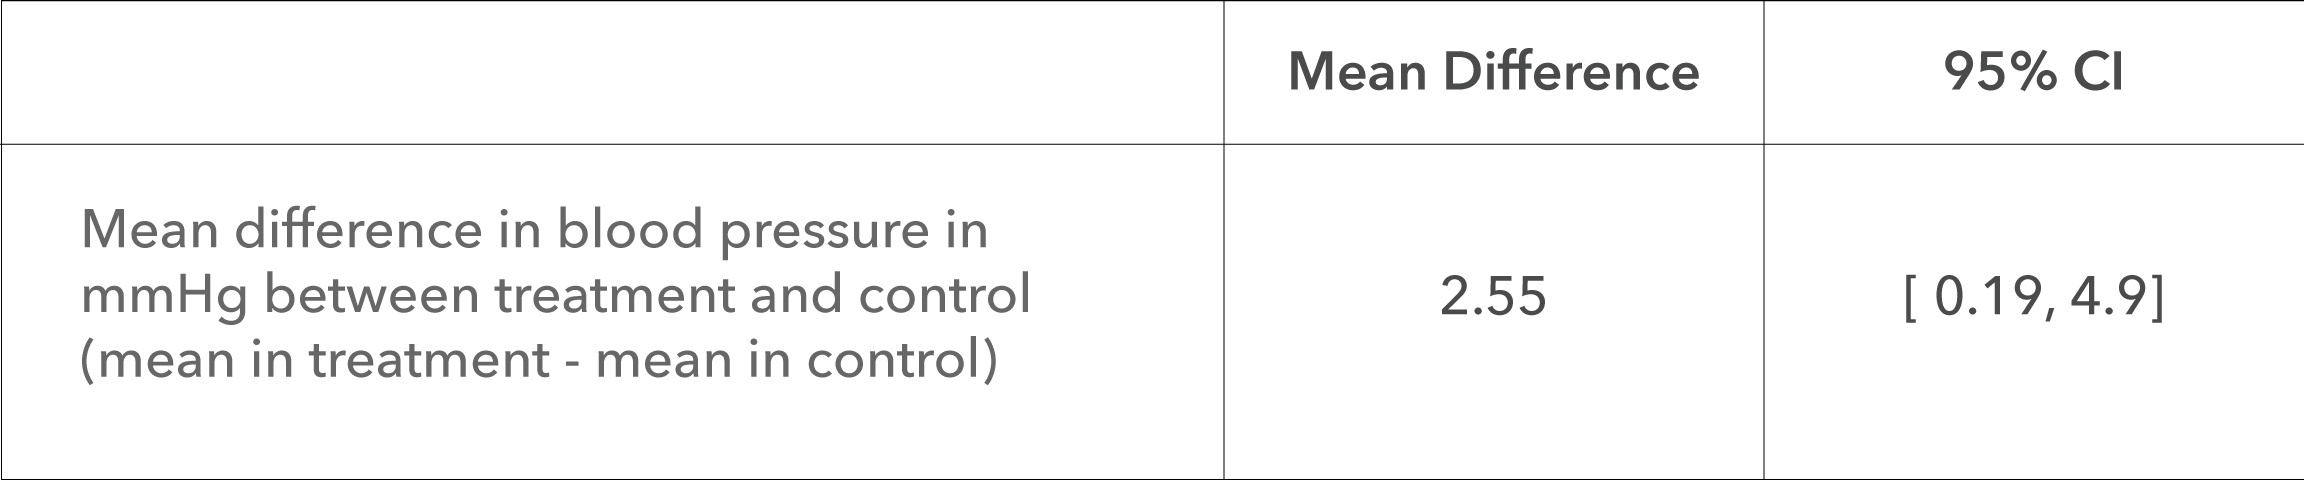 Mean Difference
95% CI
Mean difference in blood pressure in
mmHg between treatment and control
(mean in treatment - mean in control)
2.55
[ 0.19, 4.9]